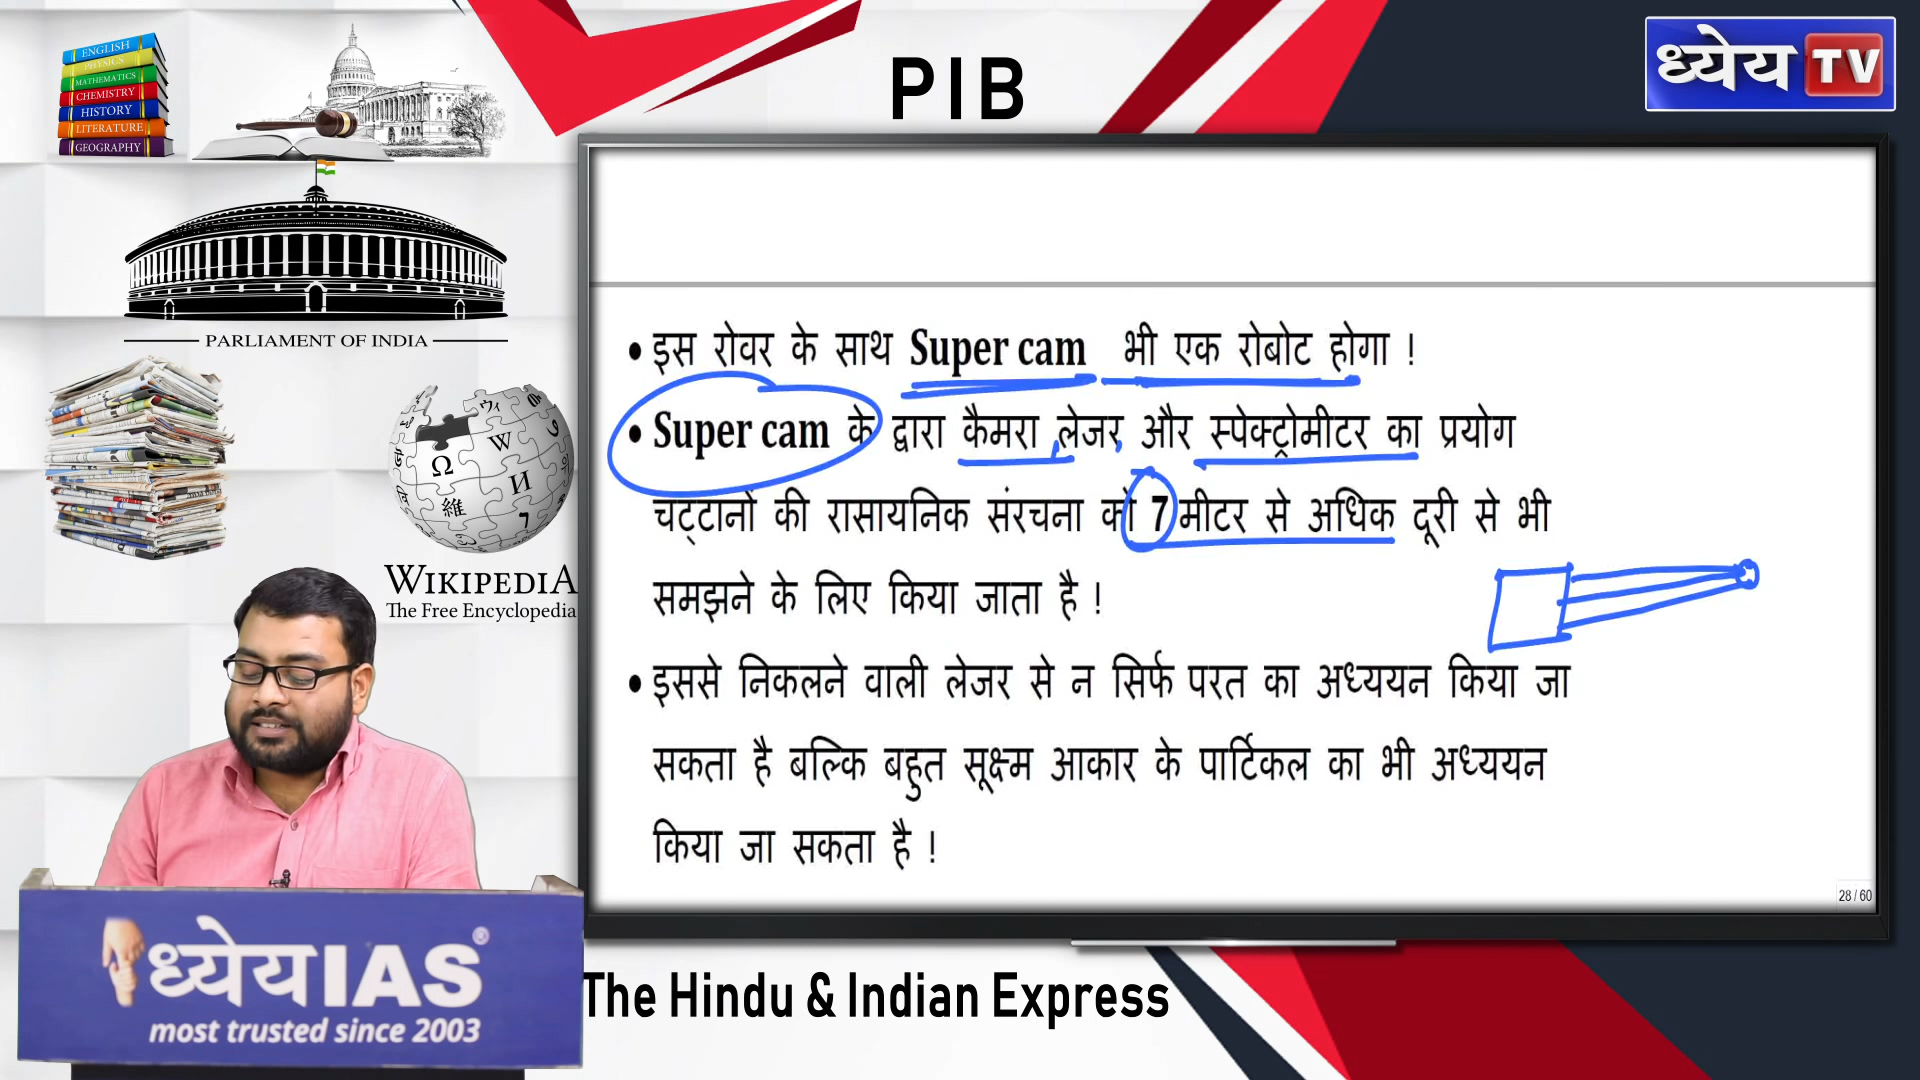 ENGLISH
PHYSICS
MATHEMATICS
CHEMISTRY
HISTORY
LITERATURE
GEOGRAPHY
PIB
ध्येय TV
PARLIAMENT OF INDIA
Ω W И 維 7
WIKIPEDIA
The Free Encyclopedia
• इस रोवर के साथ Super cam भी एक रोबोट होगा !
• Super cam के द्वारा कैमरा ,लेजर, और स्पेक्ट्रोमीटर का प्रयोग
चट्टानों की रासायनिक संरचना को 7 मीटर से अधिक दूरी से भी
समझने के लिए किया जाता है !
• इससे निकलने वाली लेजर से न सिर्फ परत का अध्ययन किया जा
सकता है बल्कि बहुत सूक्ष्म आकार के पार्टिकल का भी अध्ययन
किया जा सकता है !
28 / 60
ध्येय IAS®
most trusted since 2003
The Hindu & Indian Express